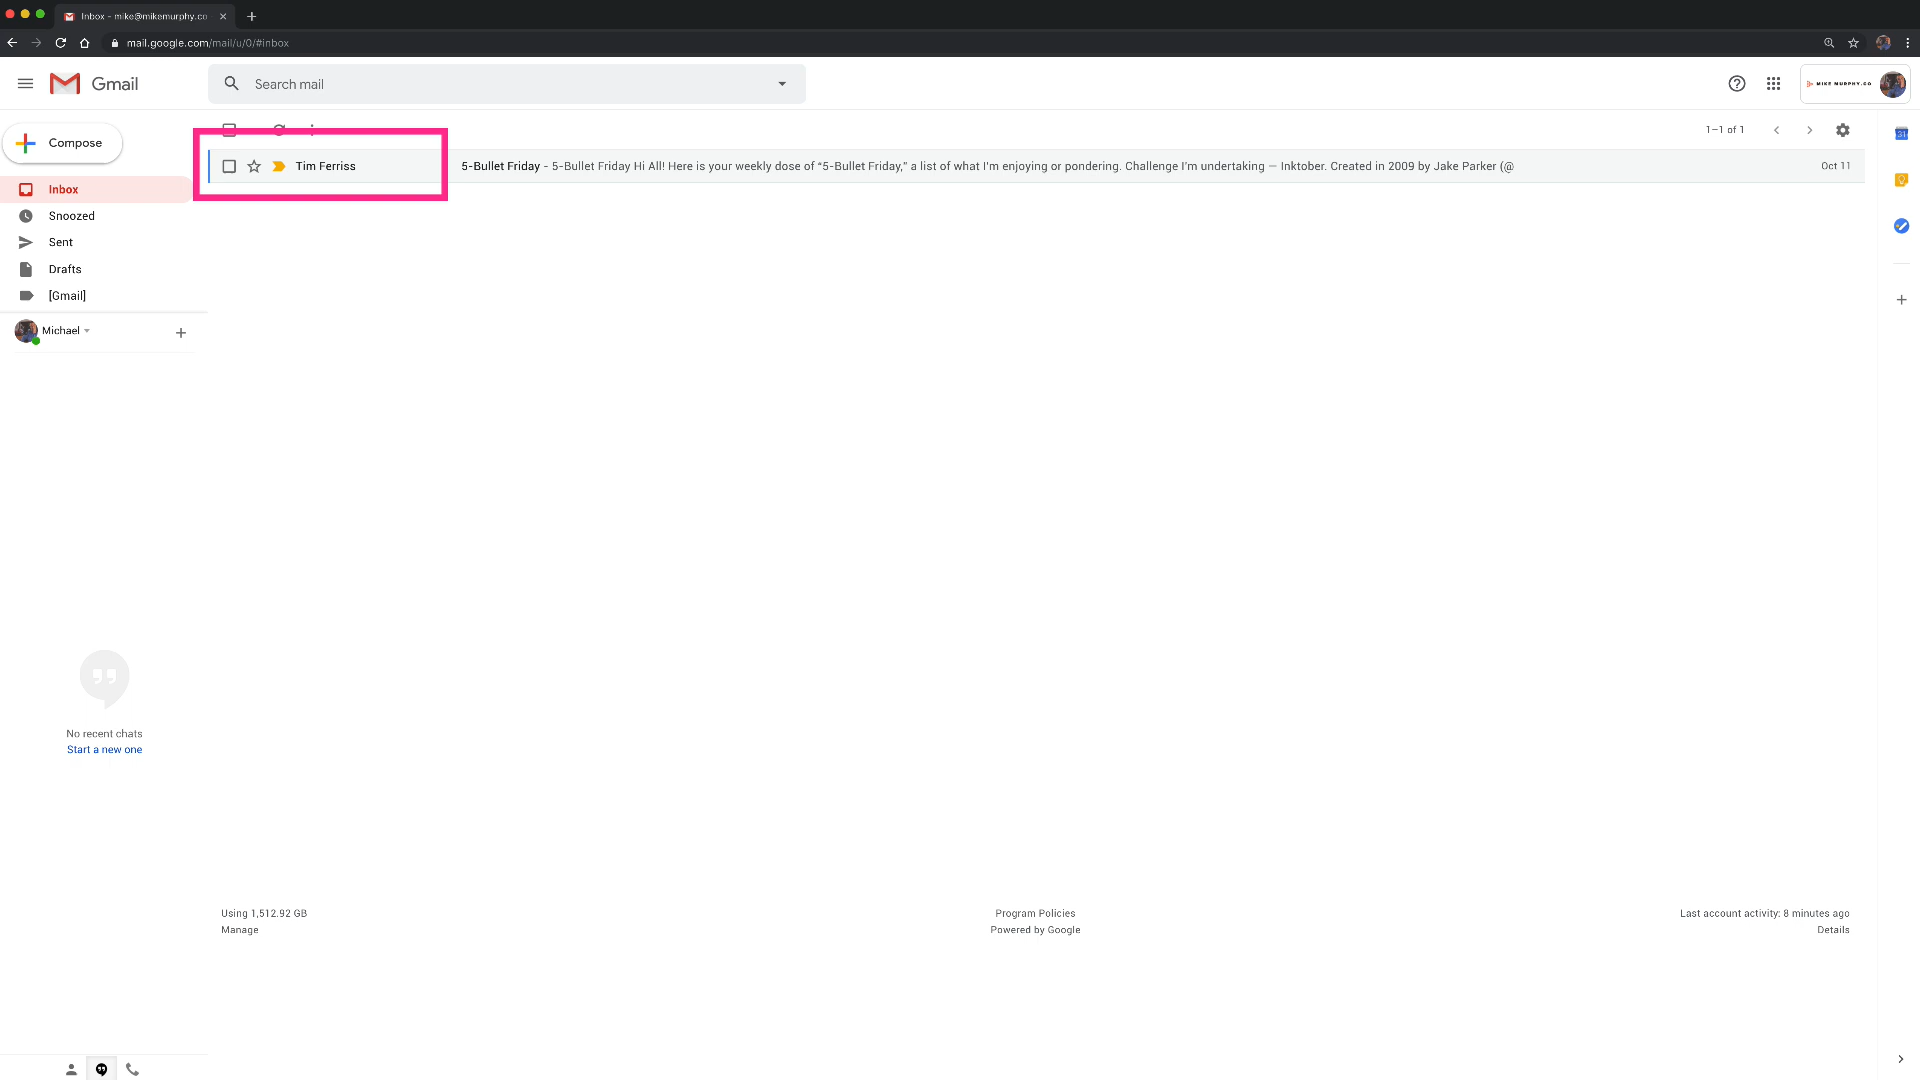 Inbox - mike@mikemurphy.co
mail.google.com/mail/u/0/#inbox
Gmail
Search mail
MIKE MURPHY.CO
Compose
1–1 of 1
31
Tim Ferriss
5-Bullet Friday - 5-Bullet Friday Hi All! Here is your weekly dose of “5-Bullet Friday,” a list of what I'm enjoying or pondering. Challenge I'm undertaking — Inktober. Created in 2009 by Jake Parker (@
Oct 11
Inbox
Snoozed
Sent
Drafts
[Gmail]
Michael
No recent chats
Start a new one
Using 1,512.92 GB
Manage
Program Policies
Powered by Google
Last account activity: 8 minutes ago
Details